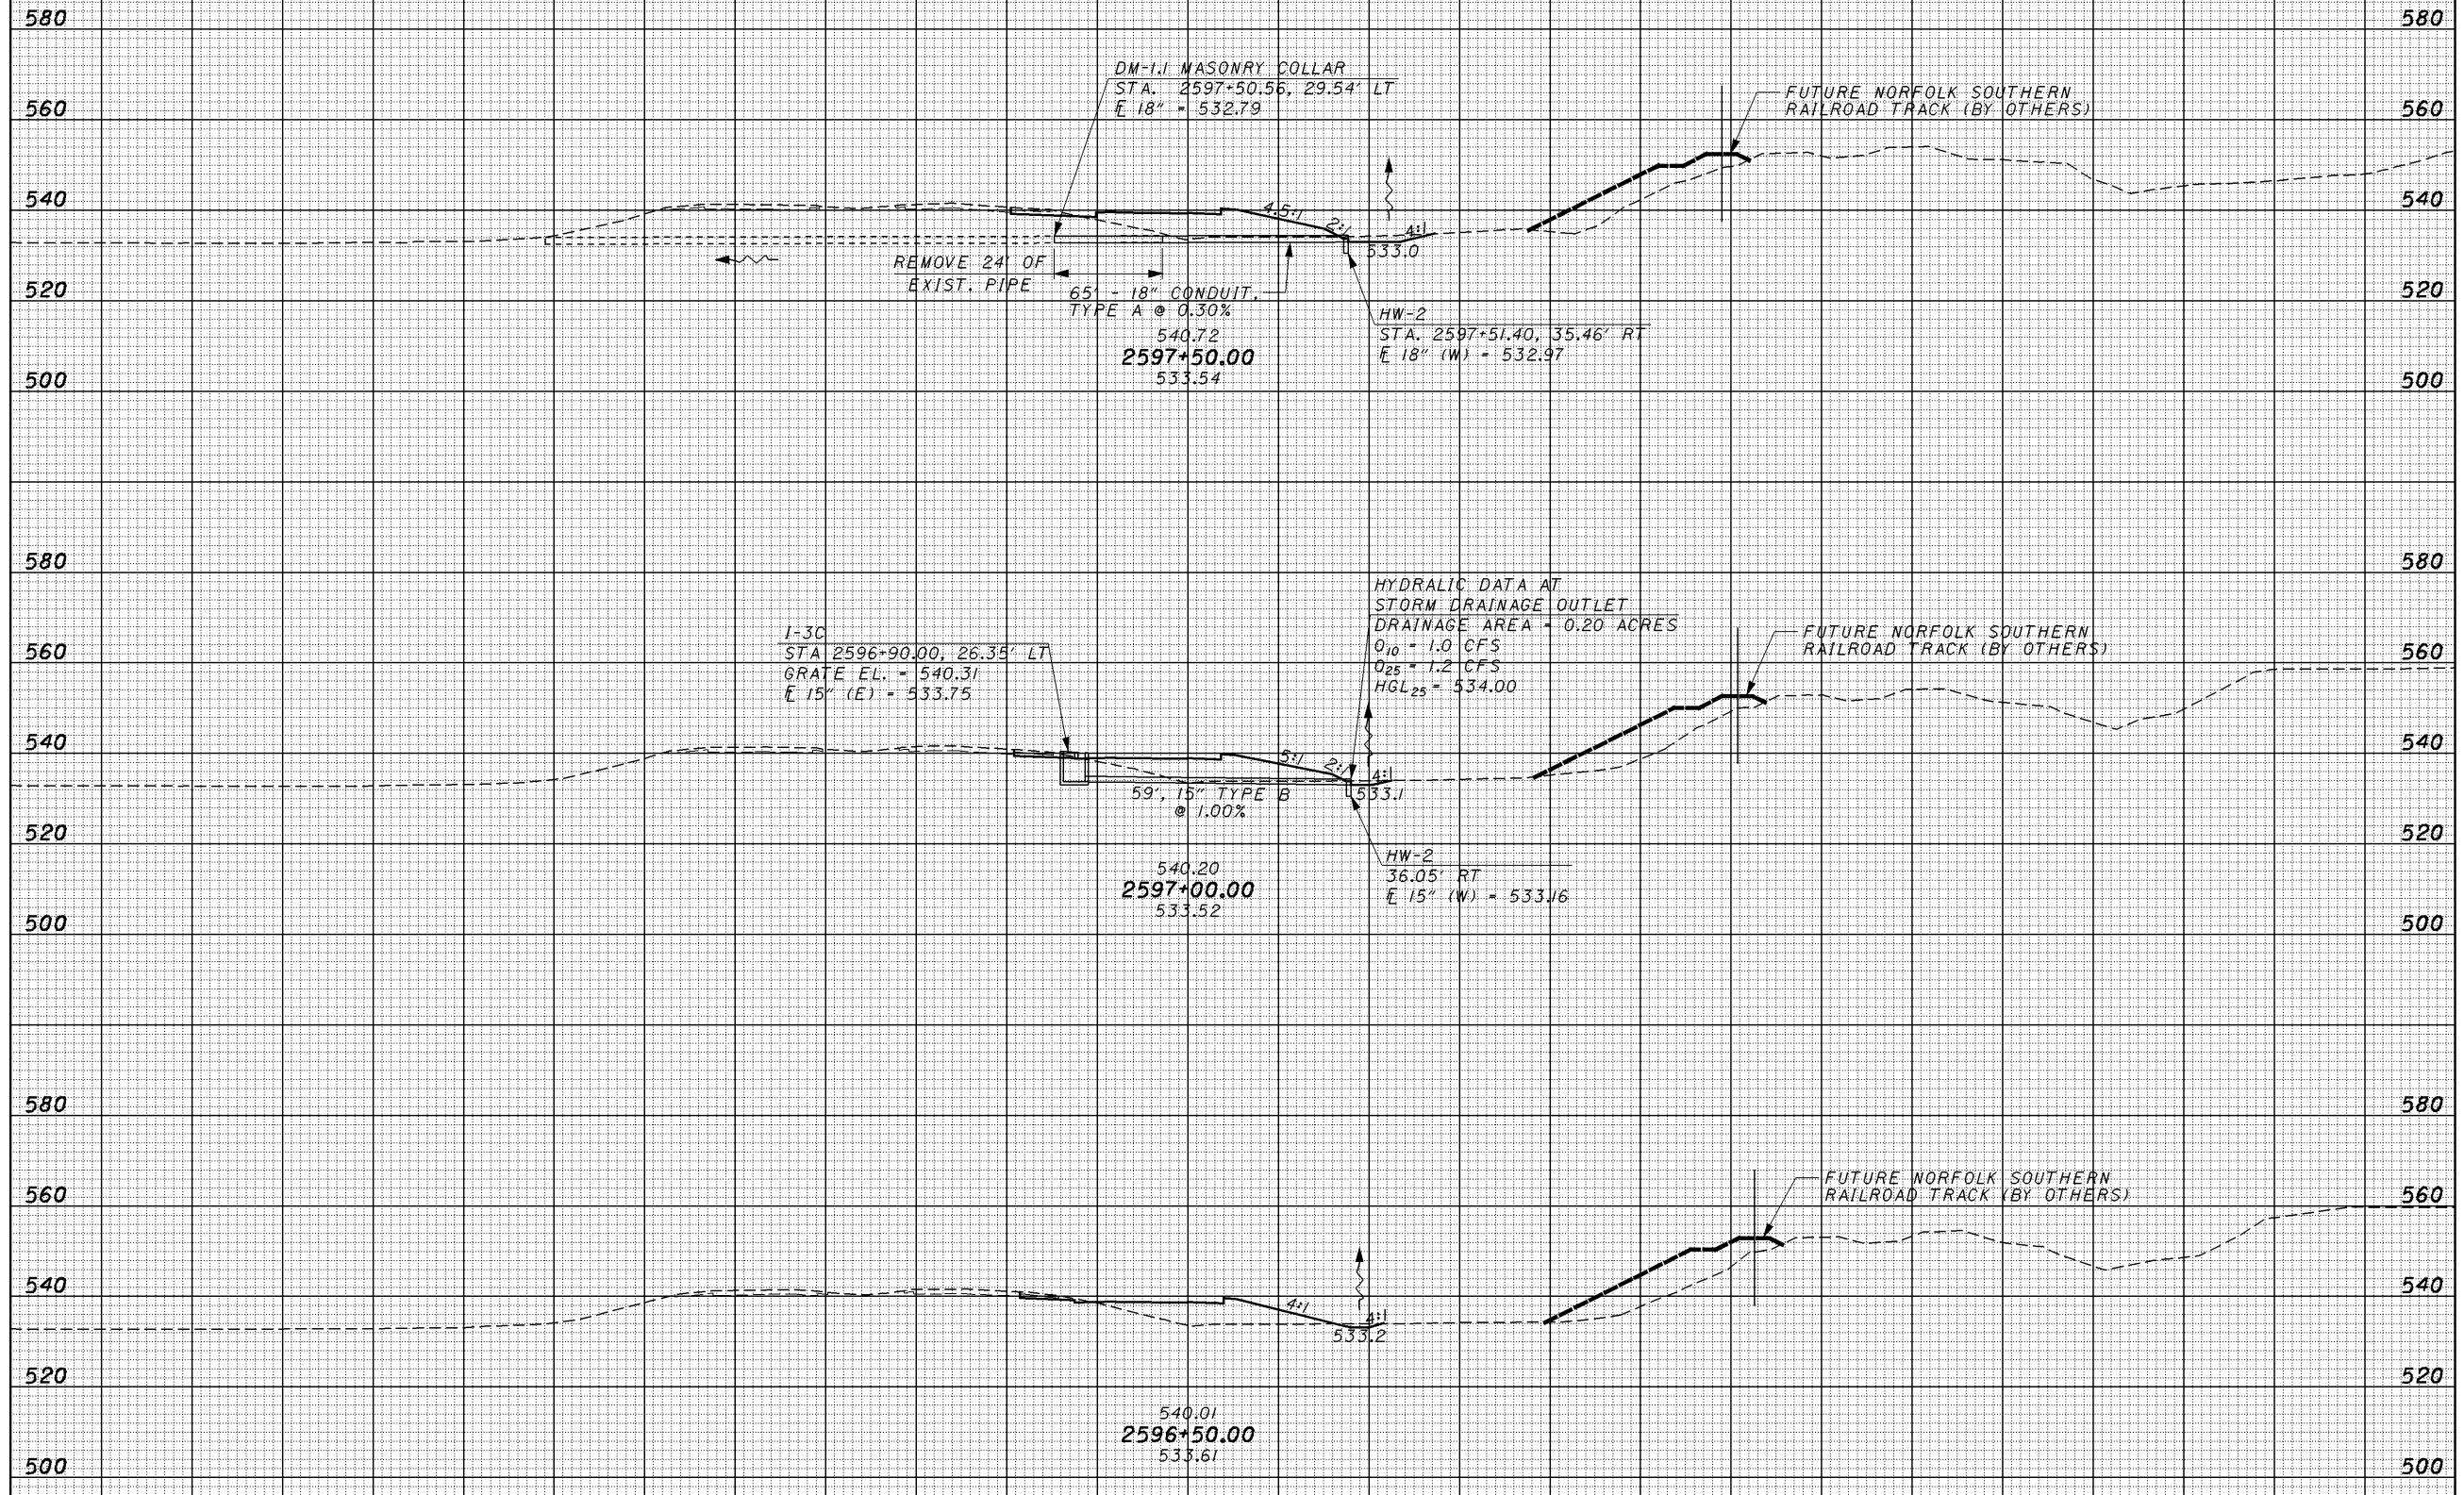 580 580
DM-1.1 MASONRY COLLAR
STA. 2597+50.56, 29.54' LT
FL 18" = 532.79
FUTURE NORFOLK SOUTHERN
RAILROAD TRACK (BY OTHERS)
560 560
540 540
4.5:1
2:1
4:1
533.0
REMOVE 24' OF
EXIST. PIPE
65' - 18" CONDUIT,
TYPE A @ 0.30%
520 520
HW-2
STA. 2597+51.40, 35.46' RT
FL 18" (W) = 532.97
540.72
2597+50.00
533.54
500 500
580 580
HYDRALIC DATA AT
STORM DRAINAGE OUTLET
DRAINAGE AREA = 0.20 ACRES
Q10 = 1.0 CFS
Q25 = 1.2 CFS
HGL25 = 534.00
I-3C
STA 2596+90.00, 26.35' LT
GRATE EL. = 540.31
FL 15" (E) = 533.75
FUTURE NORFOLK SOUTHERN
RAILROAD TRACK (BY OTHERS)
560 560
540 540
5:1
2:1
4:1
533.1
59', 15" TYPE B
@ 1.00%
520 520
HW-2
36.05' RT
FL 15" (W) = 533.16
540.20
2597+00.00
533.52
500 500
580 580
FUTURE NORFOLK SOUTHERN
RAILROAD TRACK (BY OTHERS)
560 560
540 540
4:1
4:1
533.2
520 520
540.01
2596+50.00
533.61
500 500